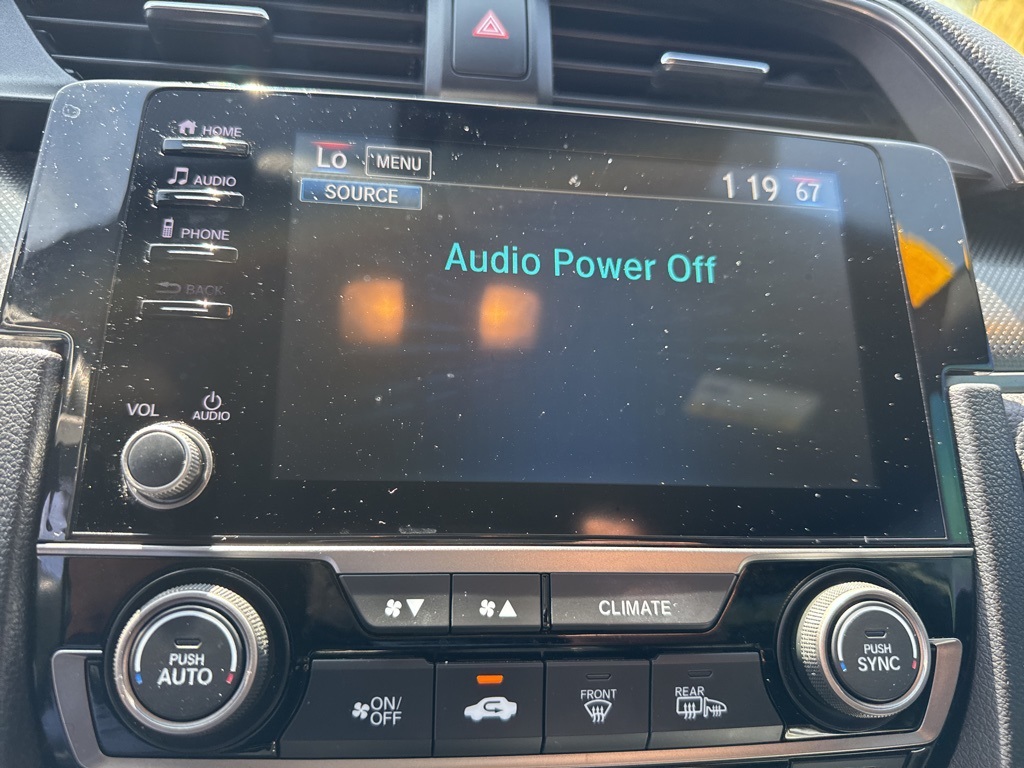 HOME
AUDIO
PHONE
BACK
VOL
AUDIO
Lo MENU
1 19 67
SOURCE
Audio Power Off
CLIMATE
PUSH
AUTO
ON/
OFF
FRONT
REAR
PUSH
SYNC